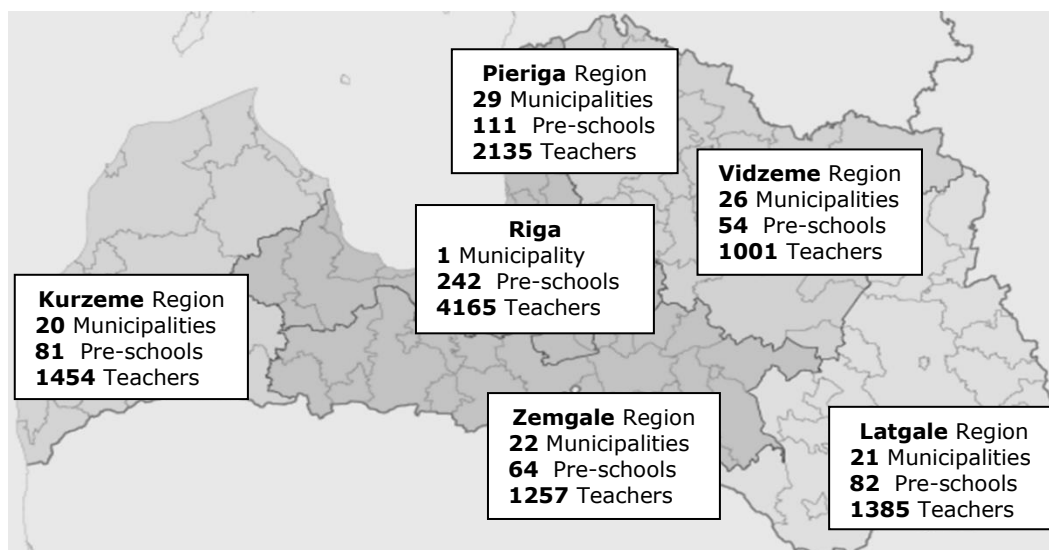 Pieriga Region
29 Municipalities
111 Pre-schools
2135 Teachers
Vidzeme Region
26 Municipalities
54 Pre-schools
1001 Teachers
Riga
1 Municipality
242 Pre-schools
4165 Teachers
Kurzeme Region
20 Municipalities
81 Pre-schools
1454 Teachers
Zemgale Region
22 Municipalities
64 Pre-schools
1257 Teachers
Latgale Region
21 Municipalities
82 Pre-schools
1385 Teachers